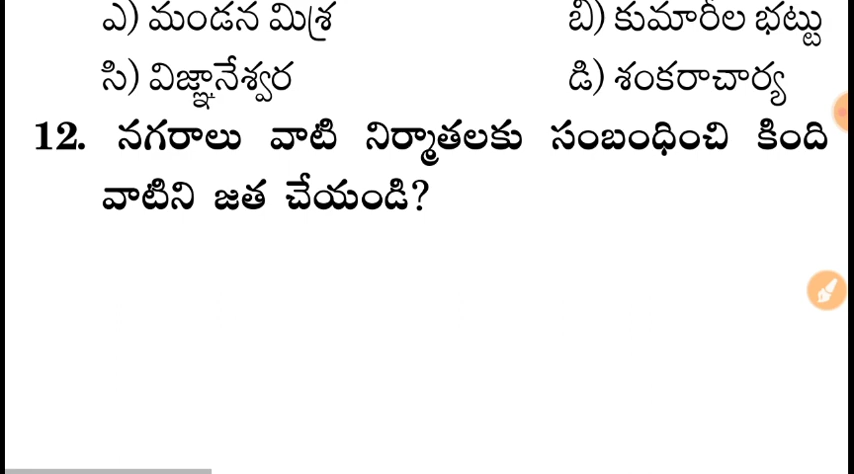 ఎ) మండన మిశ్ర బి) కుమారిల భట్టు
సి) విజ్ఞానేశ్వర డి) శంకరాచార్య
12. నగరాలు వాటి నిర్మాతలకు సంబంధించి కింది
వాటిని జత చేయండి?